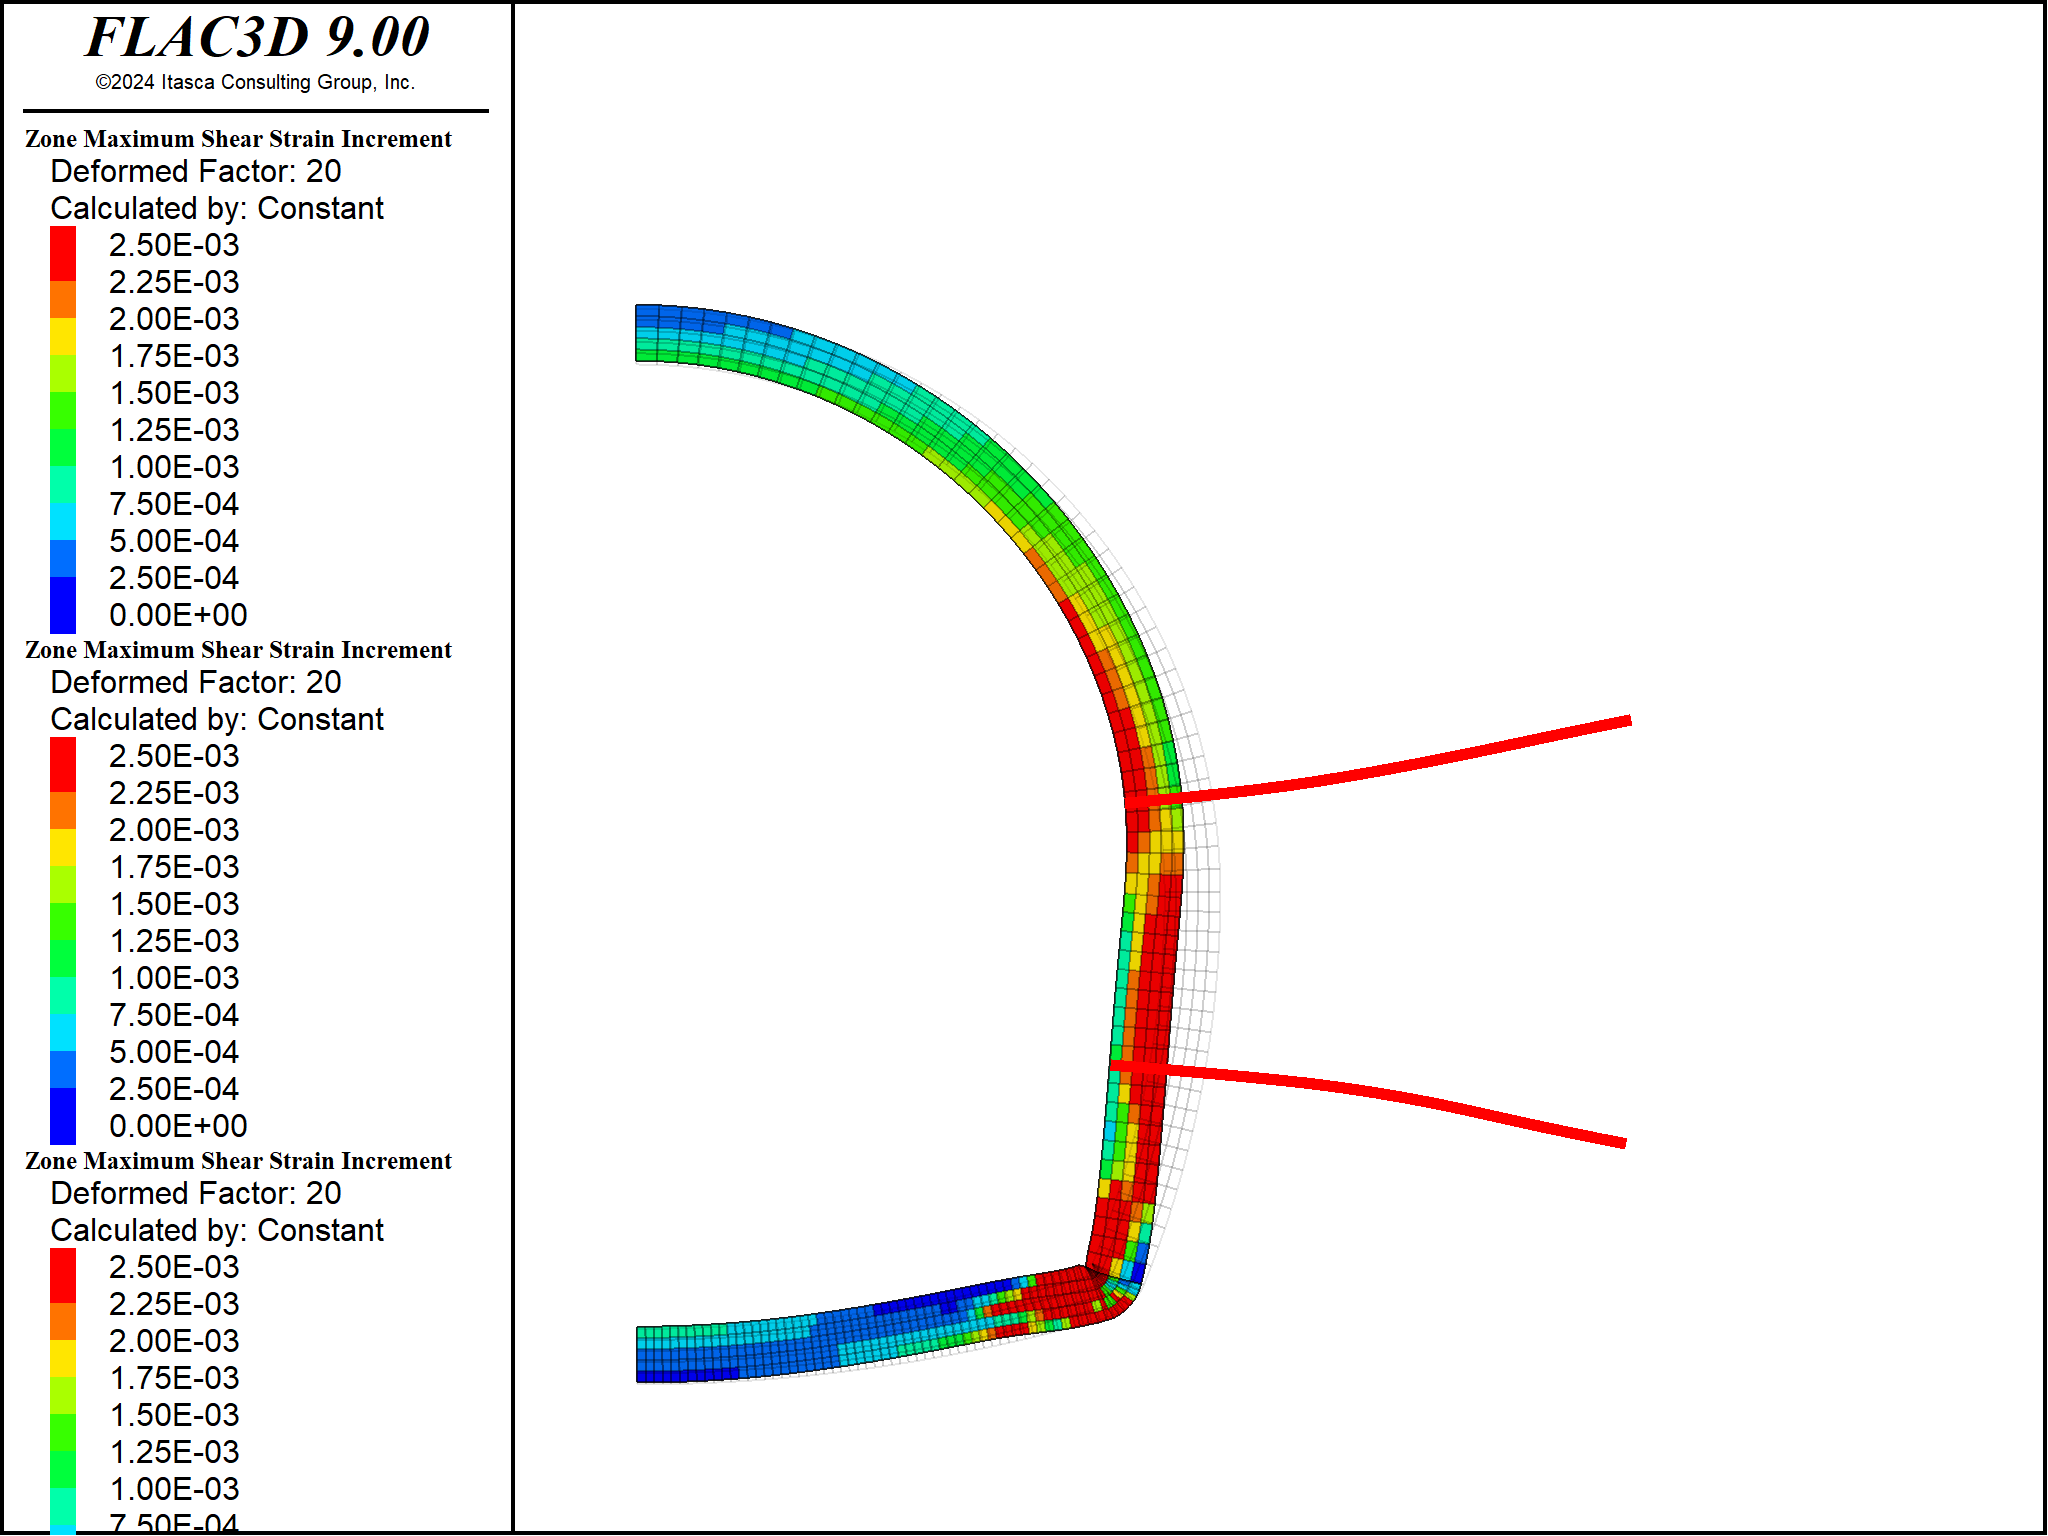 FLAC3D 9.00
©2024 Itasca Consulting Group, Inc.
Zone Maximum Shear Strain Increment
Deformed Factor: 20
Calculated by: Constant
2.50E-03
2.25E-03
2.00E-03
1.75E-03
1.50E-03
1.25E-03
1.00E-03
7.50E-04
5.00E-04
2.50E-04
0.00E+00
Zone Maximum Shear Strain Increment
Deformed Factor: 20
Calculated by: Constant
2.50E-03
2.25E-03
2.00E-03
1.75E-03
1.50E-03
1.25E-03
1.00E-03
7.50E-04
5.00E-04
2.50E-04
0.00E+00
Zone Maximum Shear Strain Increment
Deformed Factor: 20
Calculated by: Constant
2.50E-03
2.25E-03
2.00E-03
1.75E-03
1.50E-03
1.25E-03
1.00E-03
7.50E-04